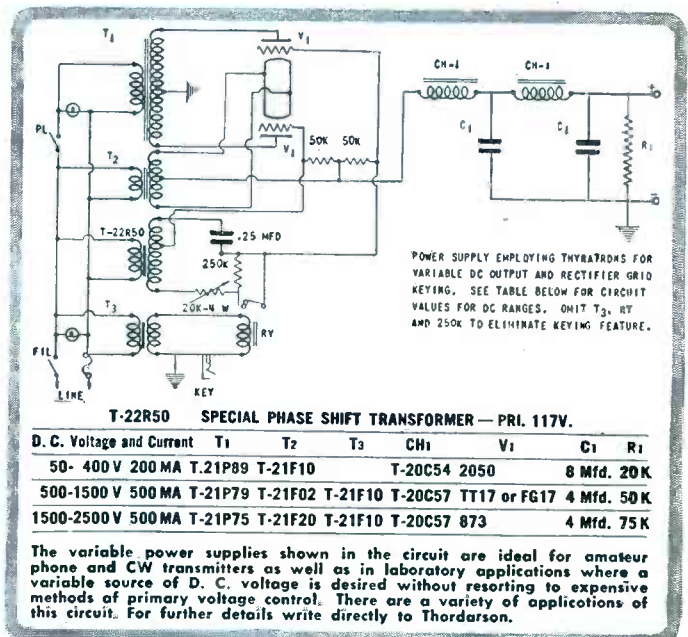 T1
V1
CH-1
CH-1
50K 50K
C1
C1
R1
+
-
PL
T2
V1
T-22R50
.25 MFD
250K
20K-4 W
T3
RY
FIL
LINE
KEY
POWER SUPPLY EMPLOYING THYRATRONS FOR
VARIABLE DC OUTPUT AND RECTIFIER GRID
KEYING. SEE TABLE BELOW FOR CIRCUIT
VALUES FOR DC RANGES. OMIT T3, RY
AND 250K TO ELIMINATE KEYING FEATURE.
T-22R50 SPECIAL PHASE SHIFT TRANSFORMER — PRI. 117V.
D. C. Voltage and Current T1 T2 T3 CH1 V1 C1 R1
50- 400 V 200 MA T.21P89 T-21F10 T-20C54 2050 8 Mfd. 20 K
500-1500 V 500 MA T-21P79 T-21F02 T-21F10 T-20C57 TT17 or FG17 4 Mfd. 50 K
1500-2500 V 500 MA T-21P75 T-21F20 T-21F10 T-20C57 873 4 Mfd. 75 K
The variable power supplies shown in the circuit are ideal for amateur
phone and CW transmitters as well as in laboratory applications where a
variable source of D. C. voltage is desired without resorting to expensive
methods of primary voltage control. There are a variety of applications of
this circuit. For further details write directly to Thordarson.